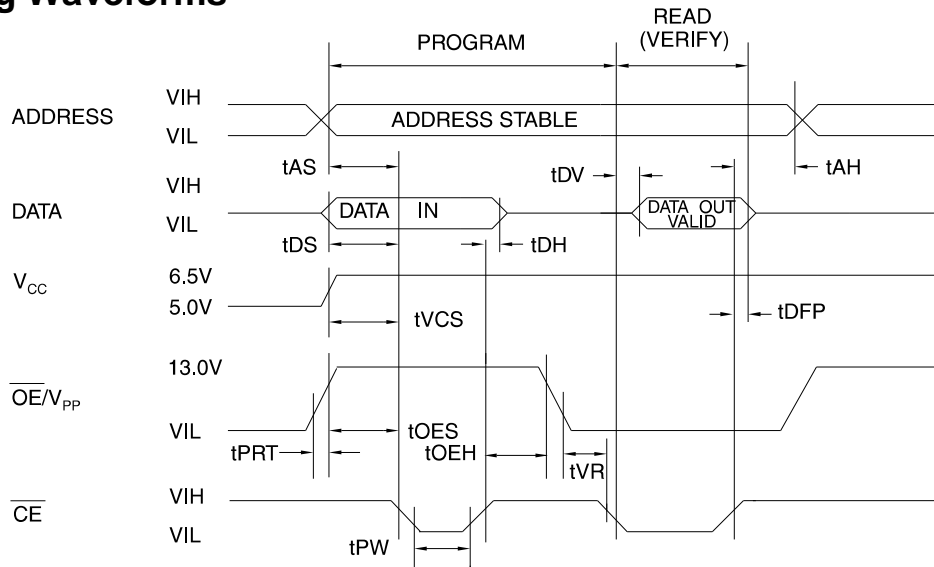 g Waveforms
READ
(VERIFY)
PROGRAM
ADDRESS
VIH
VIL
ADDRESS STABLE
tAS
tDV
tAH
DATA
VIH
VIL
DATA IN
DATA OUT
VALID
tDS
tDH
VCC
6.5V
5.0V
tVCS
tDFP
OE/VPP
13.0V
VIL
tPRT
tOES
tOEH
tVR
CE
VIH
VIL
tPW